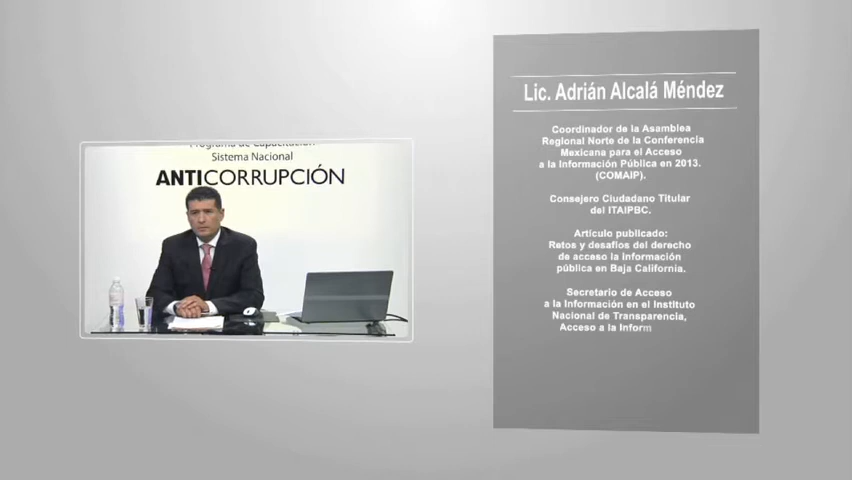 Programa de Capacitación
Sistema Nacional
ANTICORRUPCIÓN
Lic. Adrián Alcalá Méndez
Coordinador de la Asamblea
Regional Norte de la Conferencia
Mexicana para el Acceso
a la Información Pública en 2013.
(COMAIP).
Consejero Ciudadano Titular
del ITAIPBC.
Artículo publicado:
Retos y desafíos del derecho
de acceso la información
pública en Baja California.
Secretario de Acceso
a la Información en el Instituto
Nacional de Transparencia,
Acceso a la Inform